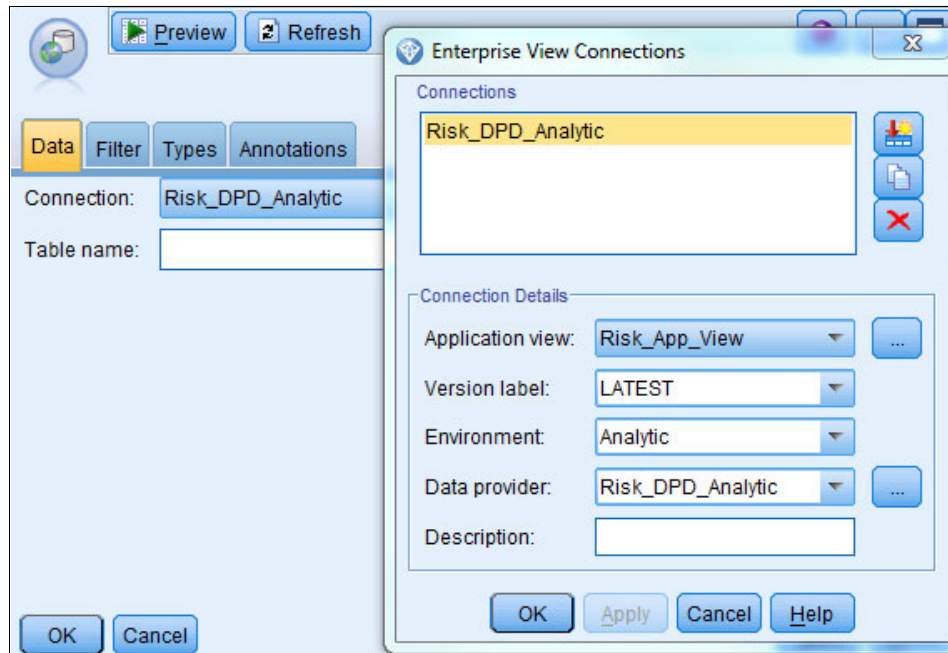 Preview
Refresh
Data
Filter
Types
Annotations
Connection:
Risk_DPD_Analytic
Table name:
Enterprise View Connections
Connections
Risk_DPD_Analytic
Connection Details
Application view:
Risk_App_View
...
Version label:
LATEST
Environment:
Analytic
Data provider:
Risk_DPD_Analytic
...
Description:
OK
Apply
Cancel
Help
OK
Cancel